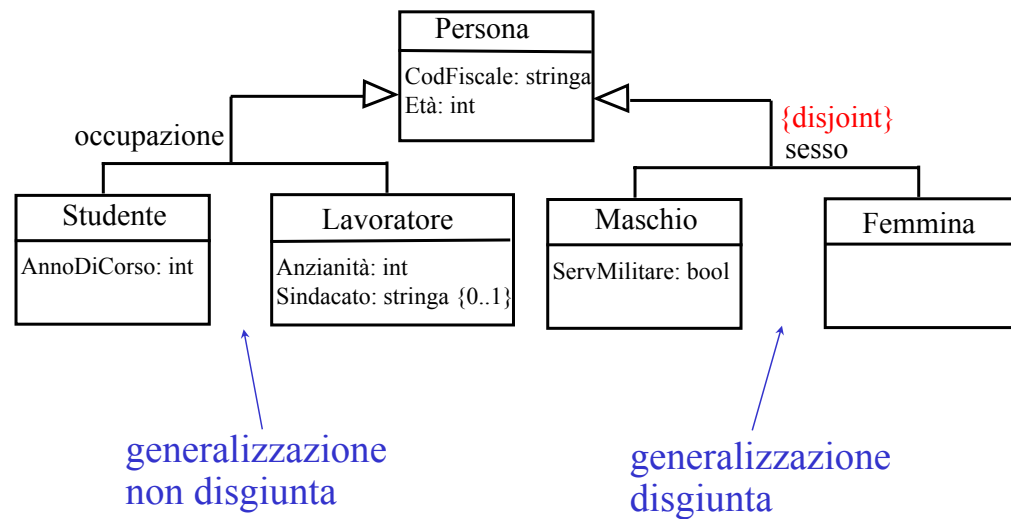 Persona
CodFiscale: stringa
Età: int
occupazione
{disjoint}
sesso
Studente
AnnoDiCorso: int
Lavoratore
Anzianità: int
Sindacato: stringa {0..1}
Maschio
ServMilitare: bool
Femmina
generalizzazione
non disgiunta
generalizzazione
disgiunta